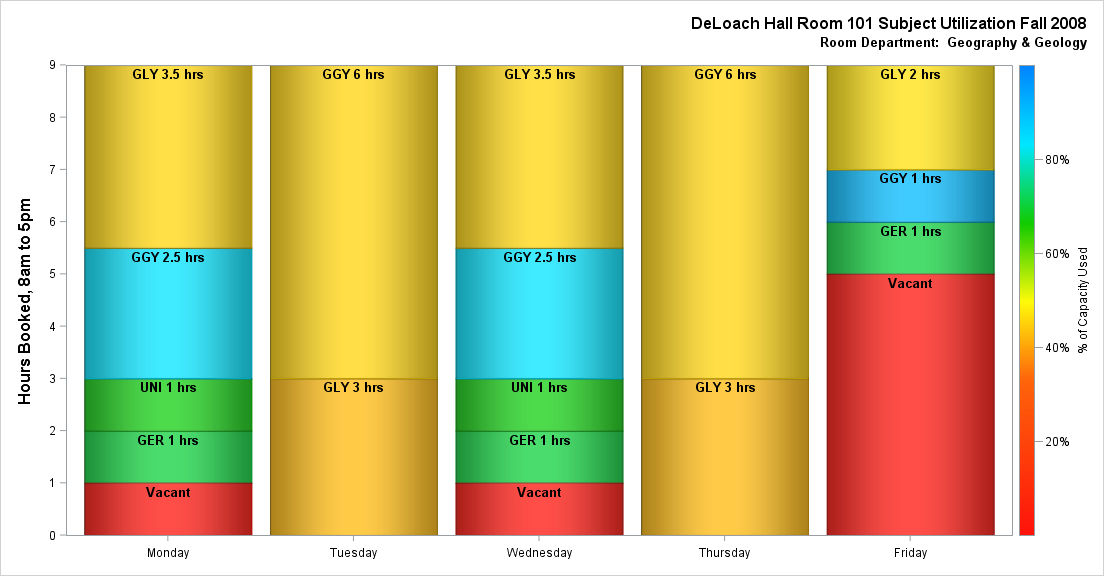 DeLoach Hall Room 101 Subject Utilization Fall 2008
Room Department:  Geography & Geology
Hours Booked, 8am to 5pm
9
8
7
6
5
4
3
2
1
0
GLY 3.5 hrs
GGY 2.5 hrs
UNI 1 hrs
GER 1 hrs
Vacant
Monday
GGY 6 hrs
GLY 3 hrs
Tuesday
GLY 3.5 hrs
GGY 2.5 hrs
UNI 1 hrs
GER 1 hrs
Vacant
Wednesday
GGY 6 hrs
GLY 3 hrs
Thursday
GLY 2 hrs
GGY 1 hrs
GER 1 hrs
Vacant
Friday
80%
60%
40%
20%
% of Capacity Used